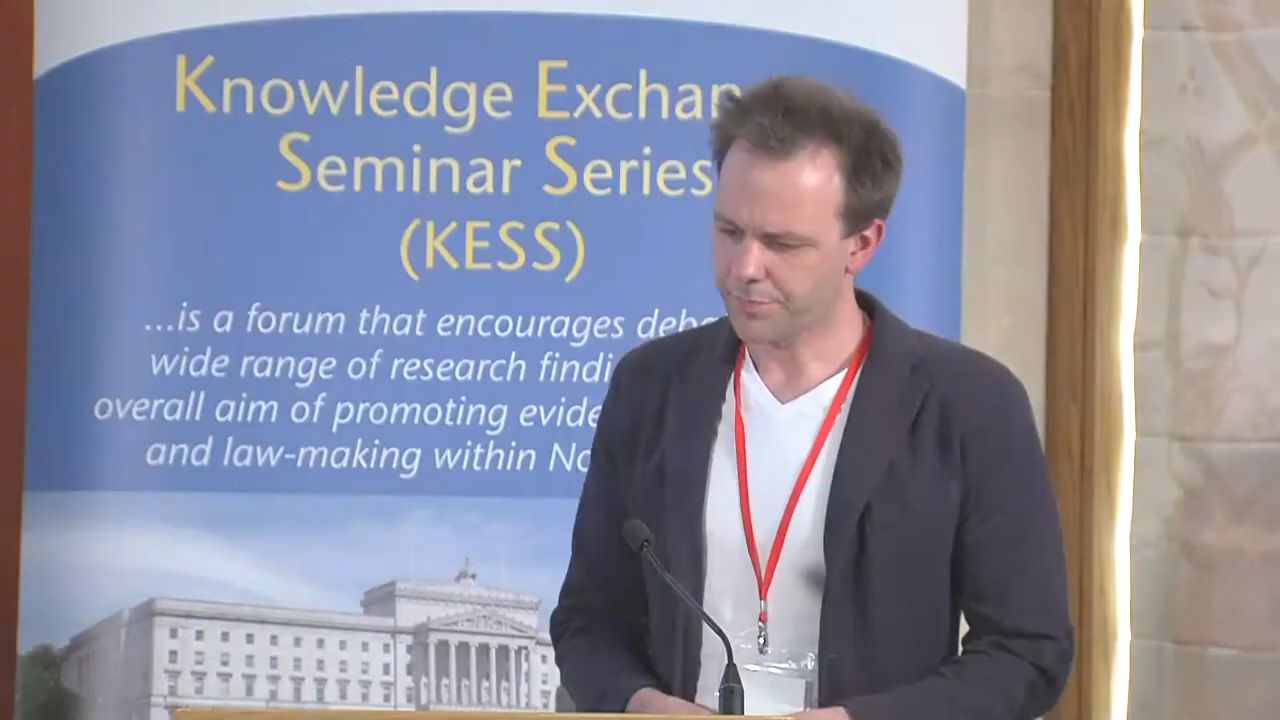 Knowledge Exchan
Seminar Series
(KESS)
...is a forum that encourages deba
wide range of research findi
overall aim of promoting evide
and law-making within No